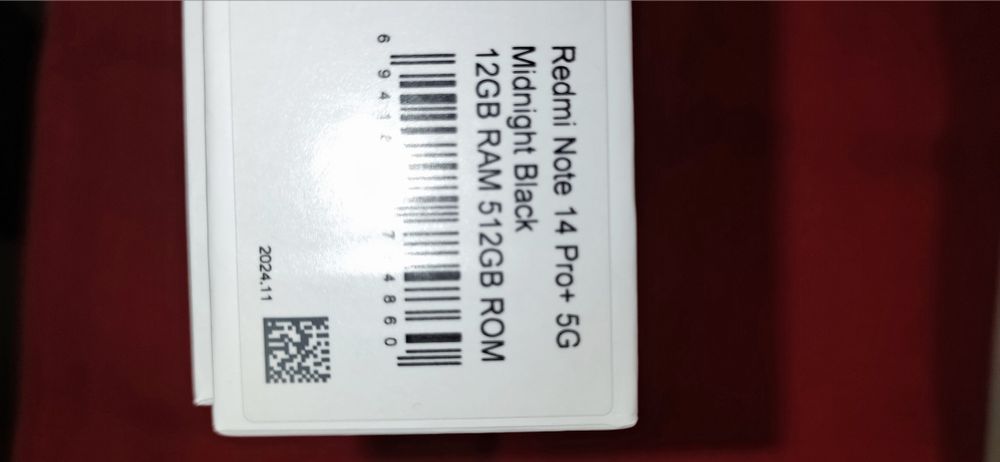 Redmi Note 14 Pro+ 5G
Midnight Black
12GB RAM 512GB ROM
2024.11